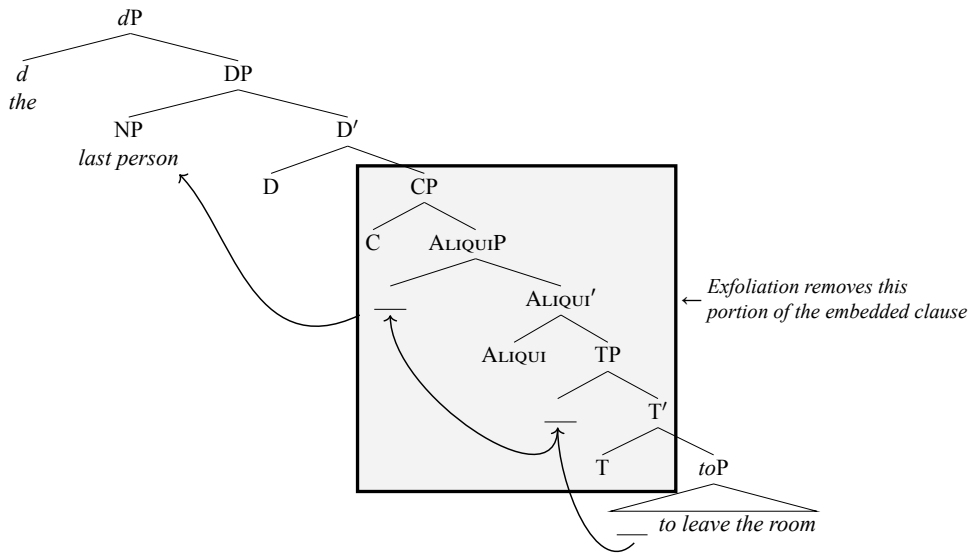 dP
d
the
DP
NP
last person
D′
D
CP
C
ALIQUIP
ALIQUI′
← Exfoliation removes this
portion of the embedded clause
ALIQUI
TP
T′
T
toP
to leave the room